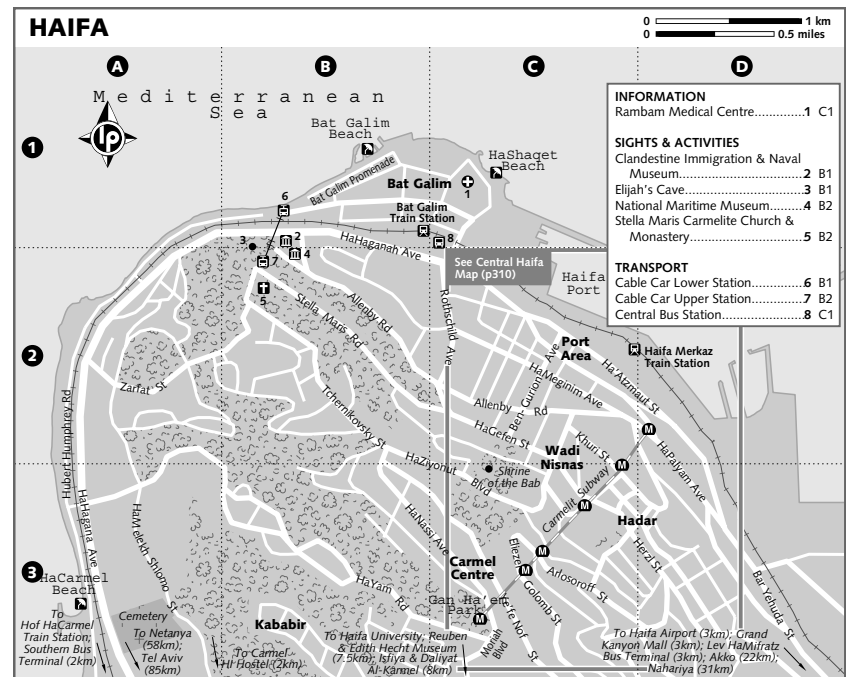 HAIFA
0 1 km
0 0.5 miles
A
B
C
D
1
2
3
Mediterranean
Sea
lp
INFORMATION
Rambam Medical Centre............1 C1
SIGHTS & ACTIVITIES
Clandestine Immigration & Naval
Museum.......................2 B1
Elijah's Cave.......................3 B1
National Maritime Museum......4 B2
Stella Maris Carmelite Church &
Monastery.......................5 B2
TRANSPORT
Cable Car Lower Station...........6 B1
Cable Car Upper Station...........7 B2
Central Bus Station.................8 C1
Bat Galim
Beach
HaShaqet
Beach
Bat Galim Promenade
Bat Galim
1
6
Bat Galim
Train Station
8
3
2
4
7
5
HaHaganah Ave
See Central Haifa
Map (p310)
Haifa
Port
Stella Maris Rd
Allenby Rd
Rothschild Ave
Port
Area
Haifa Merkaz
Train Station
Ben-Gurion Ave
HaMeginim Ave
Ha'Atzmaut St
Zarfat St
Allenby Rd
Tchernikovsky St
HaGefen St
Hubert Humphrey Rd
Wadi
Nisnas
Khuri St
M
HaPalyam Ave
HaZiyonut
Blvd
Shrine
of the Bab
M
M
Carmelit Subway
Hadar
HaHagana Ave
HaMelekh Shlomo St
HaNassi Ave
Eliezer Golomb St
M
Herzl St
Carmel
Centre
M
Arlosoroff St
HaCarmel
Beach
HaYam Rd
Gan Ha'em
Park
M
Yefe Nof St
Bar Yehuda St
Moriah
Blvd
Cemetery
Kababir
To
Hof HaCarmel
Train Station;
Southern Bus
Terminal (2km)
To Netanya
(58km);
Tel Aviv
(85km)
To Carmel
HI Hostel (2km)
To Haifa University; Reuben
& Edith Hecht Museum
(7.5km); Isfiya & Daliyat
Al-Karmel (8km)
To Haifa Airport (3km); Grand
Kanyon Mall (3km); Lev HaMifratz
Bus Terminal (3km); Akko (22km);
Nahariya (31km)